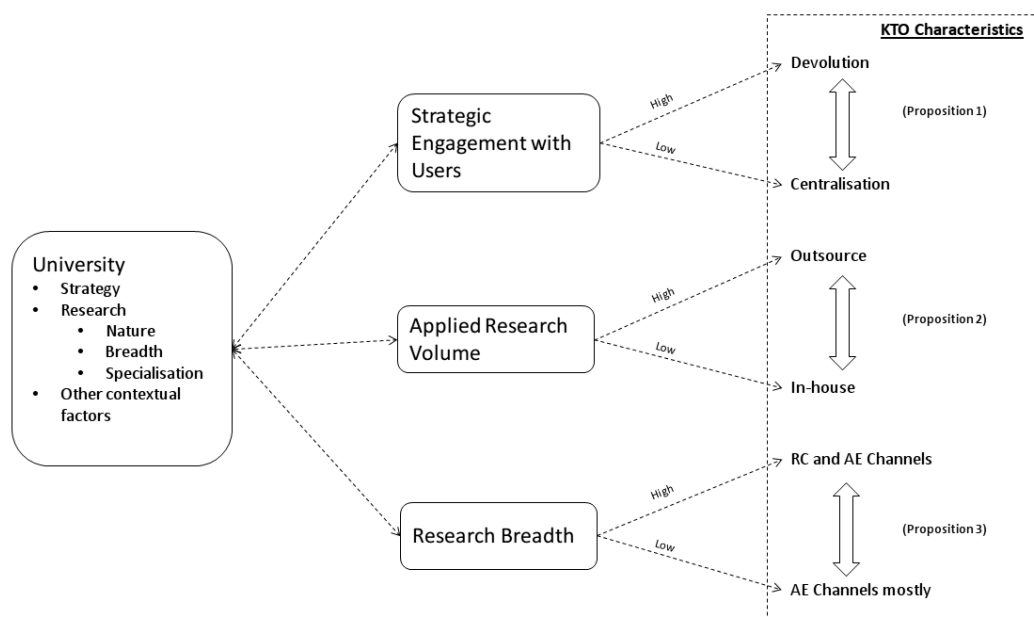 KTO Characteristics
Devolution
High
Strategic
Engagement with
Users
(Proposition 1)
Low
Centralisation
University
• Strategy
• Research
• Nature
• Breadth
• Specialisation
• Other contextual
factors
Outsource
High
Applied Research
Volume
(Proposition 2)
Low
In-house
RC and AE Channels
High
Research Breadth
(Proposition 3)
Low
AE Channels mostly